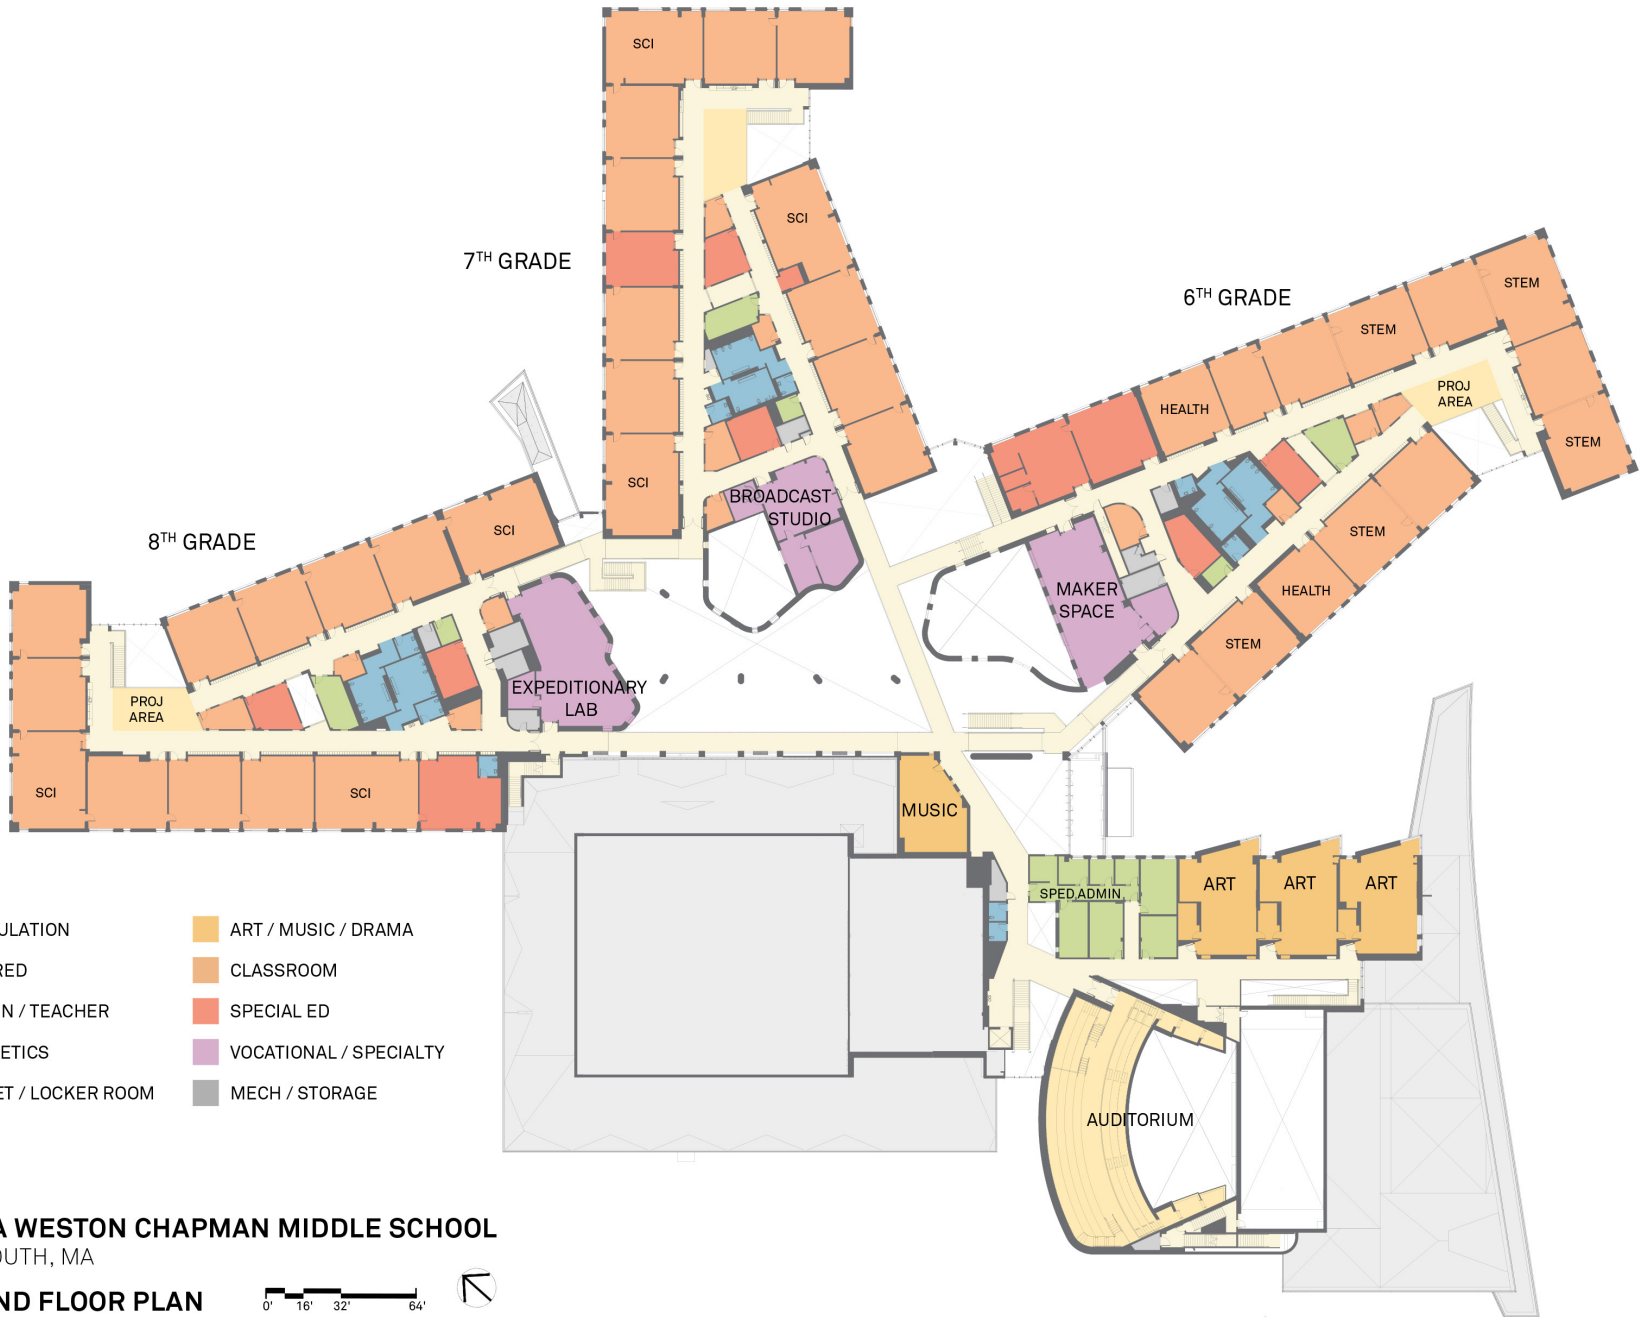 SCI
SCI
7TH GRADE
6TH GRADE
STEM
STEM
PROJ
AREA
HEALTH
STEM
SCI
BROADCAST
STUDIO
SCI
8TH GRADE
STEM
HEALTH
MAKER
SPACE
STEM
EXPEDITIONARY
LAB
PROJ
AREA
SCI
SCI
MUSIC
SPED ADMIN
ART
ART
ART
AUDITORIUM
ULATION
RED
N / TEACHER
ETICS
ET / LOCKER ROOM
ART / MUSIC / DRAMA
CLASSROOM
SPECIAL ED
VOCATIONAL / SPECIALTY
MECH / STORAGE
A WESTON CHAPMAN MIDDLE SCHOOL
OUTH, MA
ND FLOOR PLAN
0' 16' 32' 64'